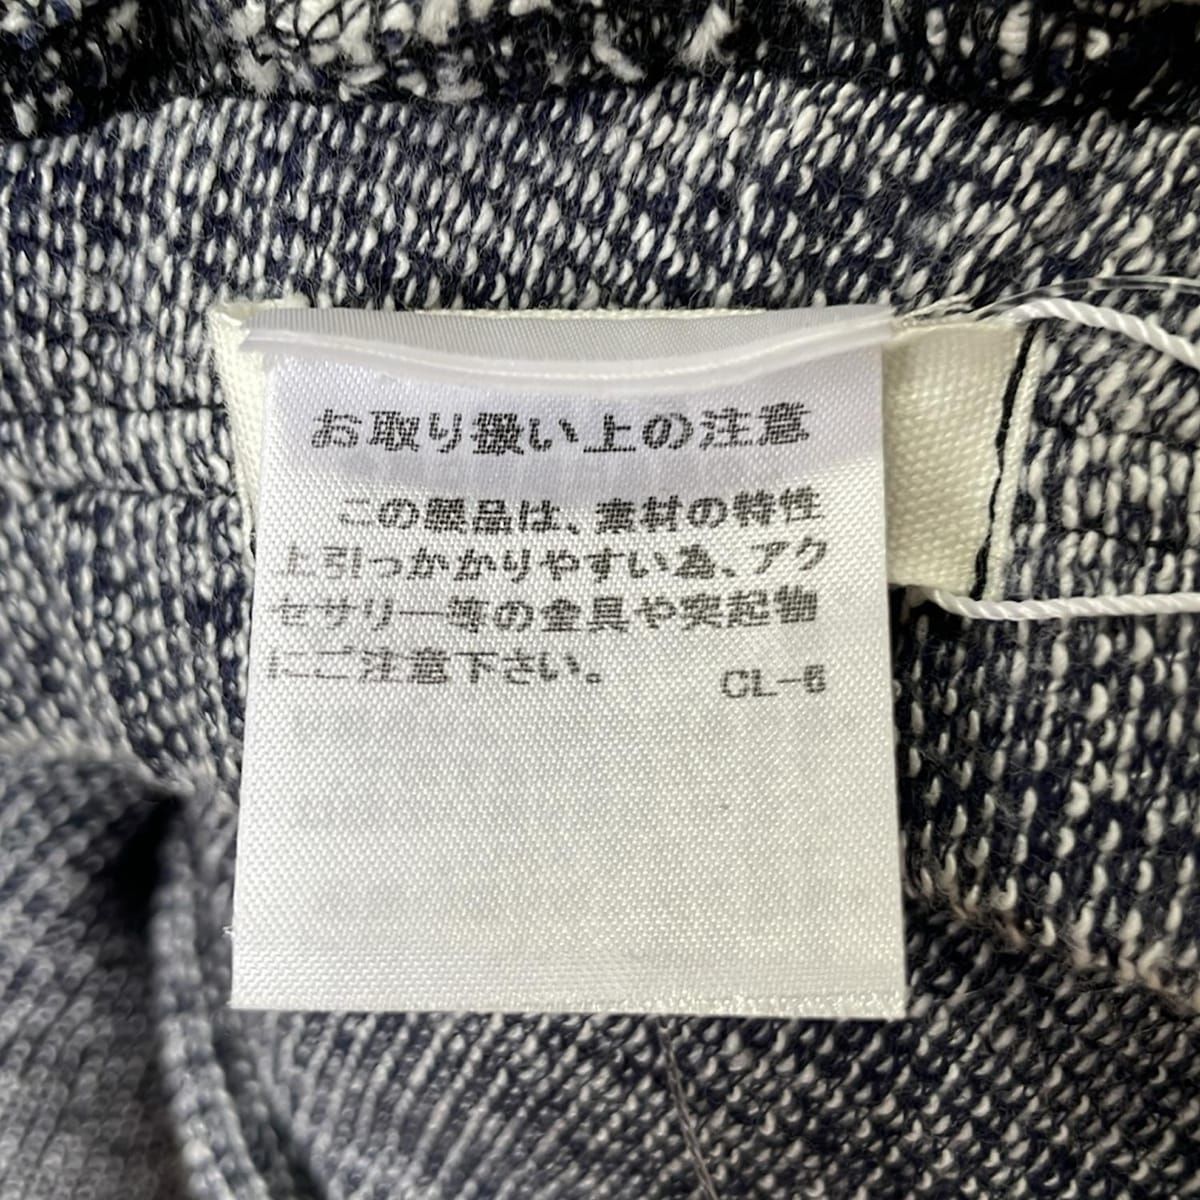 お取り扱い上の注意
この製品は、素材の特性
上引っかかりやすい為、アク
セサリー等の金具や突起物
にご注意下さい。
CL-6